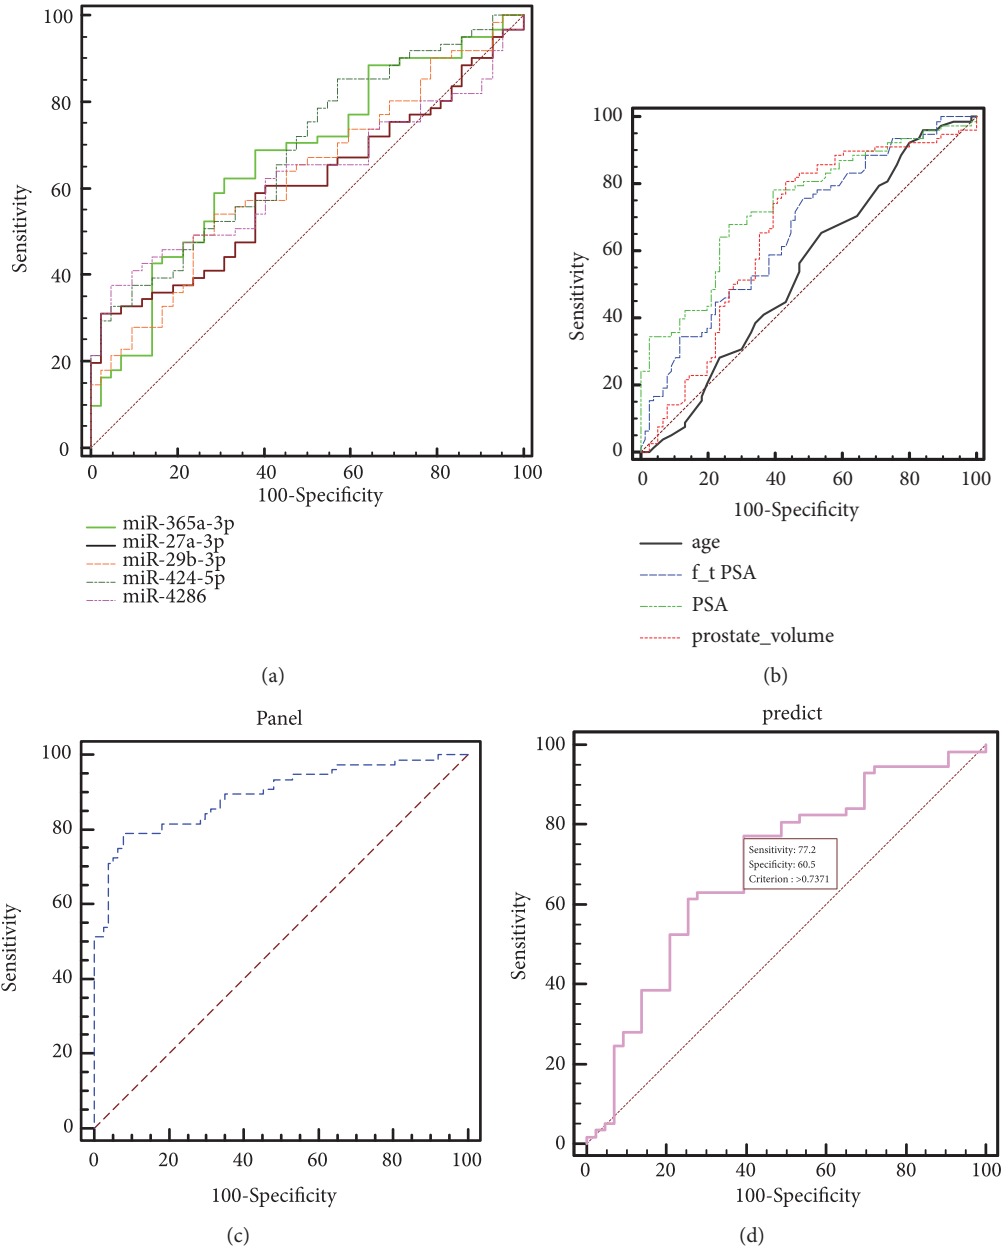 100
80
60
40
20
0
Sensitivity
0 20 40 60 80 100
100-Specificity
miR-365a-3p
miR-27a-3p
miR-29b-3p
miR-424-5p
miR-4286
(a)
100
80
60
40
20
0
Sensitivity
0 20 40 60 80 100
100-Specificity
age
f_t PSA
PSA
prostate_volume
(b)
Panel
100
80
60
40
20
0
Sensitivity
0 20 40 60 80 100
100-Specificity
(c)
predict
100
80
60
40
20
0
Sensitivity
Sensitivity: 77.2
Specificity: 60.5
Criterion : >0.7371
0 20 40 60 80 100
100-Specificity
(d)